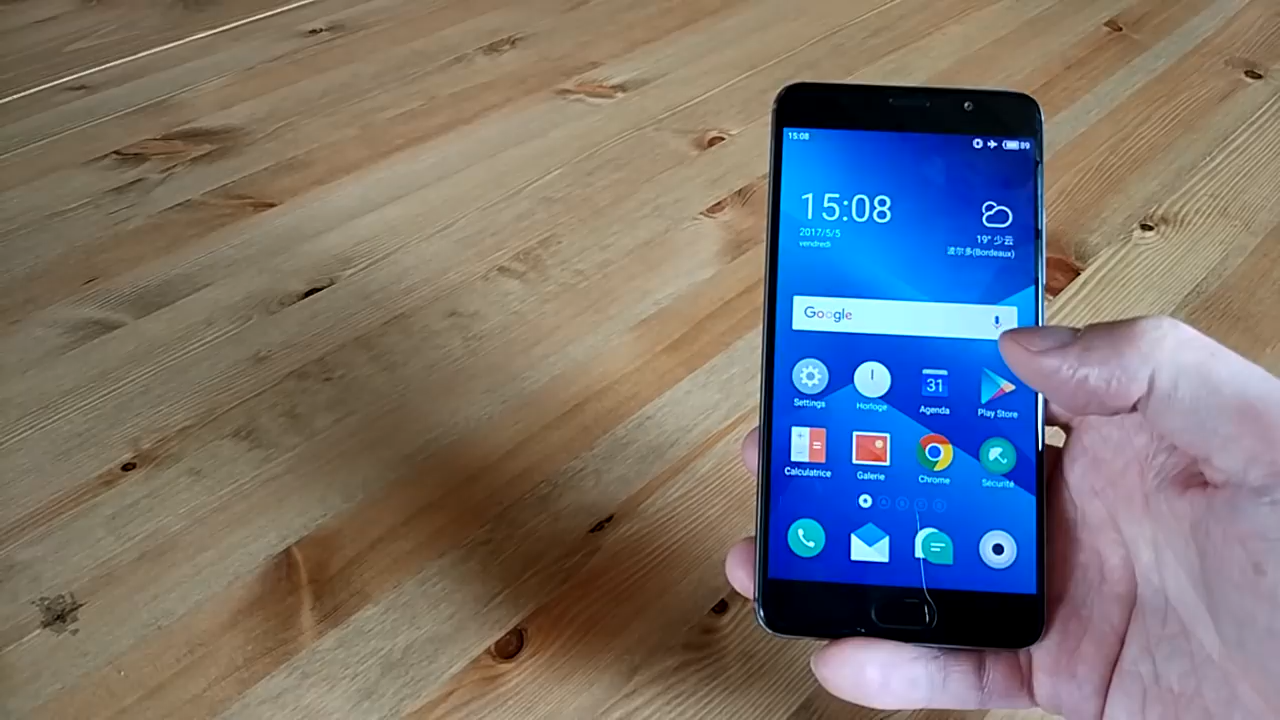 15:08
89
15:08
2017/5/5
vendredi
19° 少云
波尔多(Bordeaux)
Google
Settings
Horloge
31
Agenda
Play Store
Calculatrice
Galerie
Chrome
Sécurité